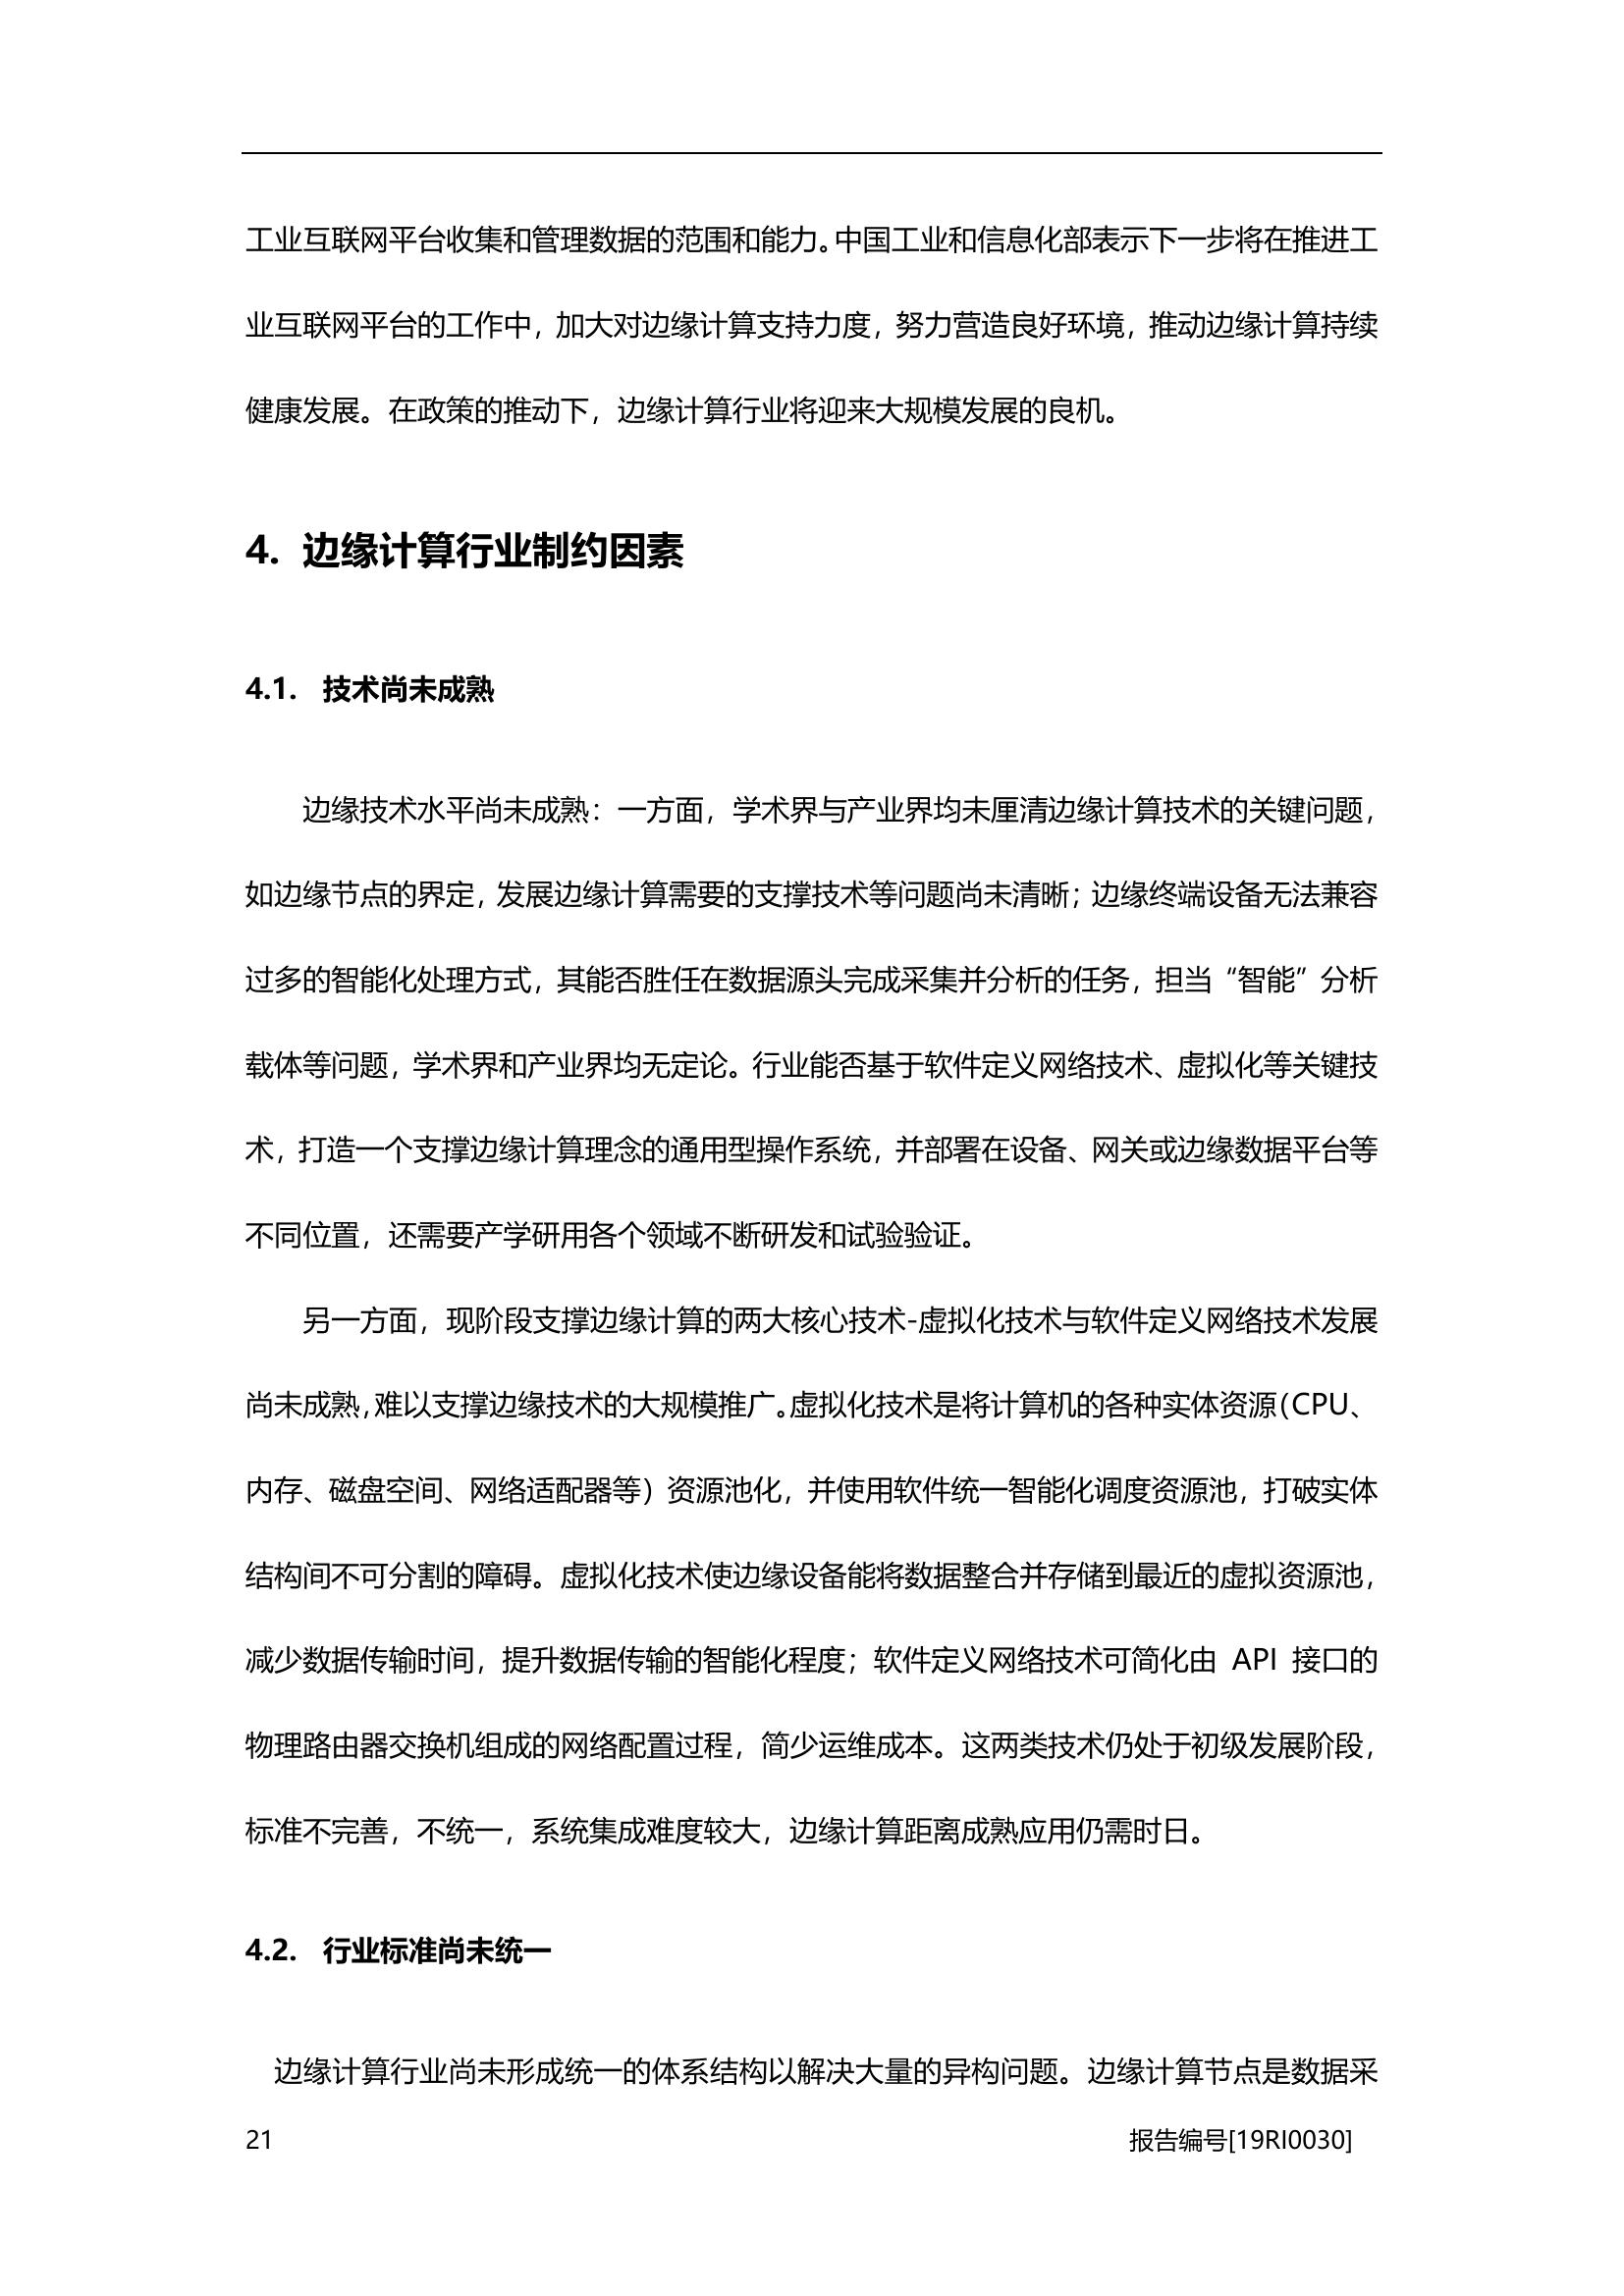 工业互联网平台收集和管理数据的范围和能力。中国工业和信息化部表示下一步将在推进工
业互联网平台的工作中，加大对边缘计算支持力度，努力营造良好环境，推动边缘计算持续
健康发展。在政策的推动下，边缘计算行业将迎来大规模发展的良机。
4. 边缘计算行业制约因素
4.1. 技术尚未成熟
边缘技术水平尚未成熟：一方面，学术界与产业界均未厘清边缘计算技术的关键问题，
如边缘节点的界定，发展边缘计算需要的支撑技术等问题尚未清晰；边缘终端设备无法兼容
过多的智能化处理方式，其能否胜任在数据源头完成采集并分析的任务，担当“智能”分析
载体等问题，学术界和产业界均无定论。行业能否基于软件定义网络技术、虚拟化等关键技
术，打造一个支撑边缘计算理念的通用型操作系统，并部署在设备、网关或边缘数据平台等
不同位置，还需要产学研用各个领域不断研发和试验验证。
另一方面，现阶段支撑边缘计算的两大核心技术-虚拟化技术与软件定义网络技术发展
尚未成熟，难以支撑边缘技术的大规模推广。虚拟化技术是将计算机的各种实体资源（CPU、
内存、磁盘空间、网络适配器等）资源池化，并使用软件统一智能化调度资源池，打破实体
结构间不可分割的障碍。虚拟化技术使边缘设备能将数据整合并存储到最近的虚拟资源池，
减少数据传输时间，提升数据传输的智能化程度；软件定义网络技术可简化由 API 接口的
物理路由器交换机组成的网络配置过程，简少运维成本。这两类技术仍处于初级发展阶段，
标准不完善，不统一，系统集成难度较大，边缘计算距离成熟应用仍需时日。
4.2. 行业标准尚未统一
边缘计算行业尚未形成统一的体系结构以解决大量的异构问题。边缘计算节点是数据采
21 报告编号[19RI0030]